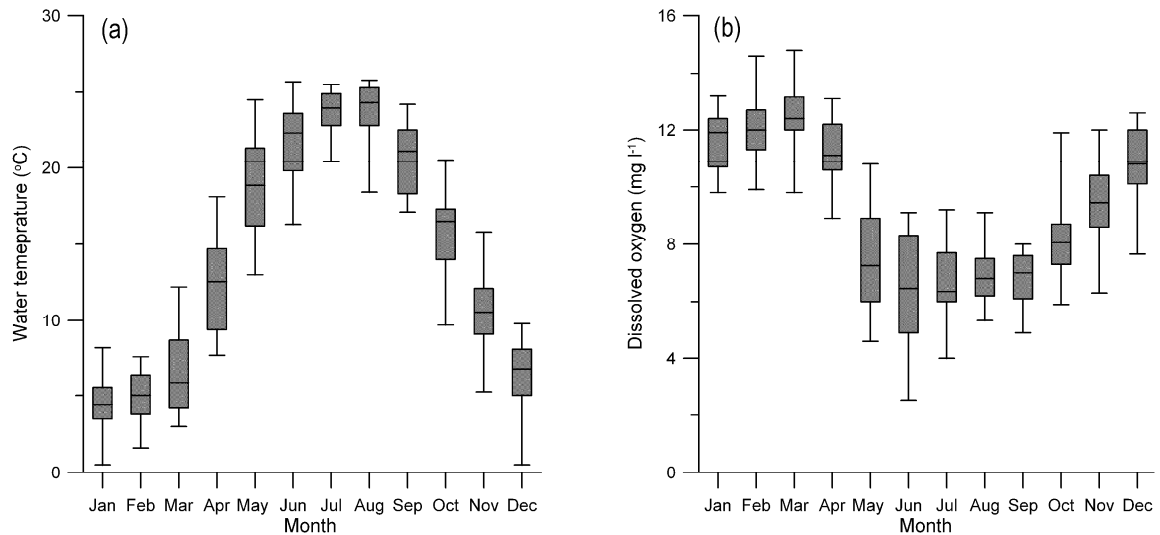 (a)
Water temeprature (°C)
30
20
10
0
Jan Feb Mar Apr May Jun Jul Aug Sep Oct Nov Dec
Month
(b)
Dissolved oxygen (mg l⁻¹)
16
12
8
4
0
Jan Feb Mar Apr May Jun Jul Aug Sep Oct Nov Dec
Month